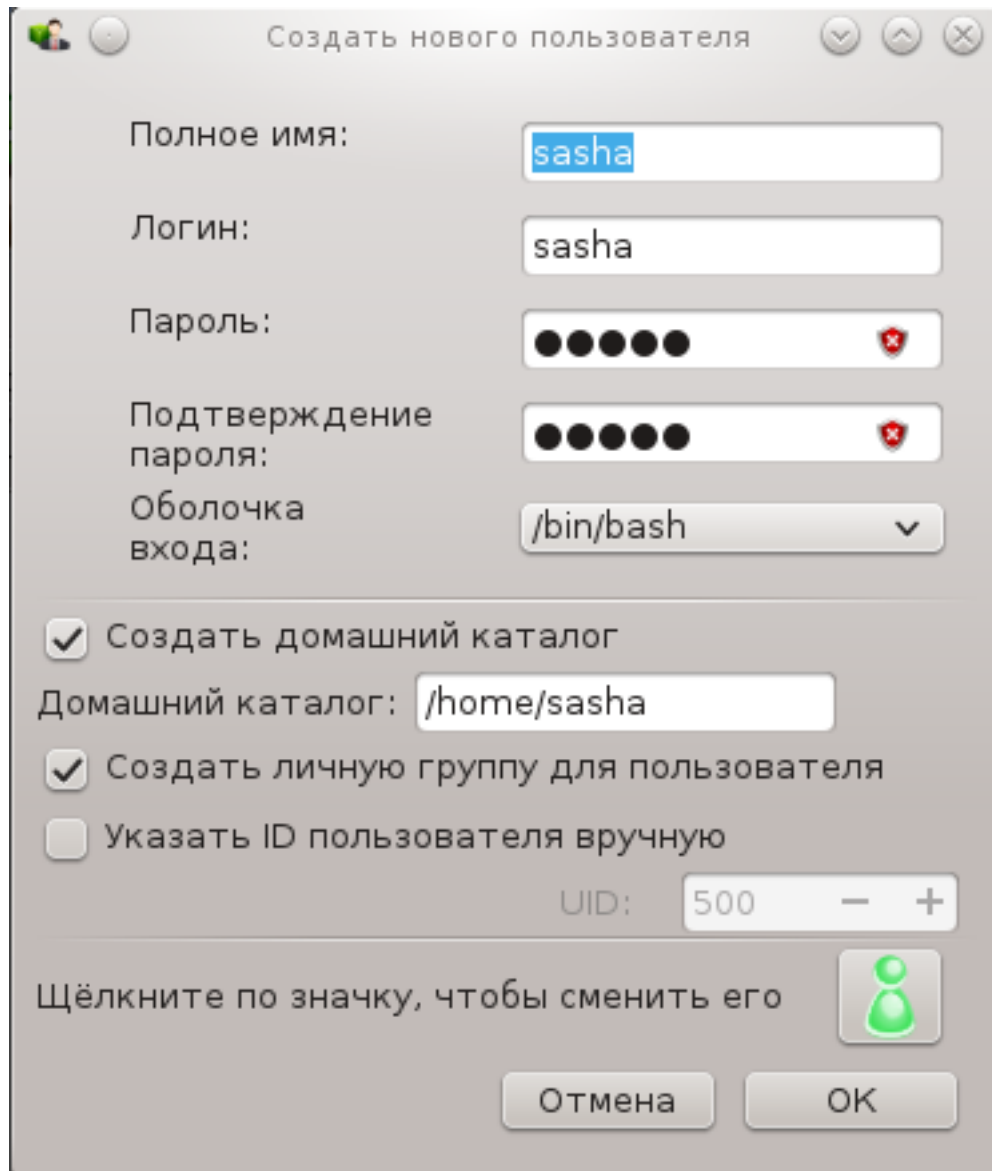 Создать нового пользователя
Полное имя:
sasha
Логин:
sasha
Пароль:
●●●●●
Подтверждение
пароля:
●●●●●
Оболочка
входа:
/bin/bash
Создать домашний каталог
Домашний каталог: /home/sasha
Создать личную группу для пользователя
Указать ID пользователя вручную
UID: 500 − +
Щёлкните по значку, чтобы сменить его
Отмена OK